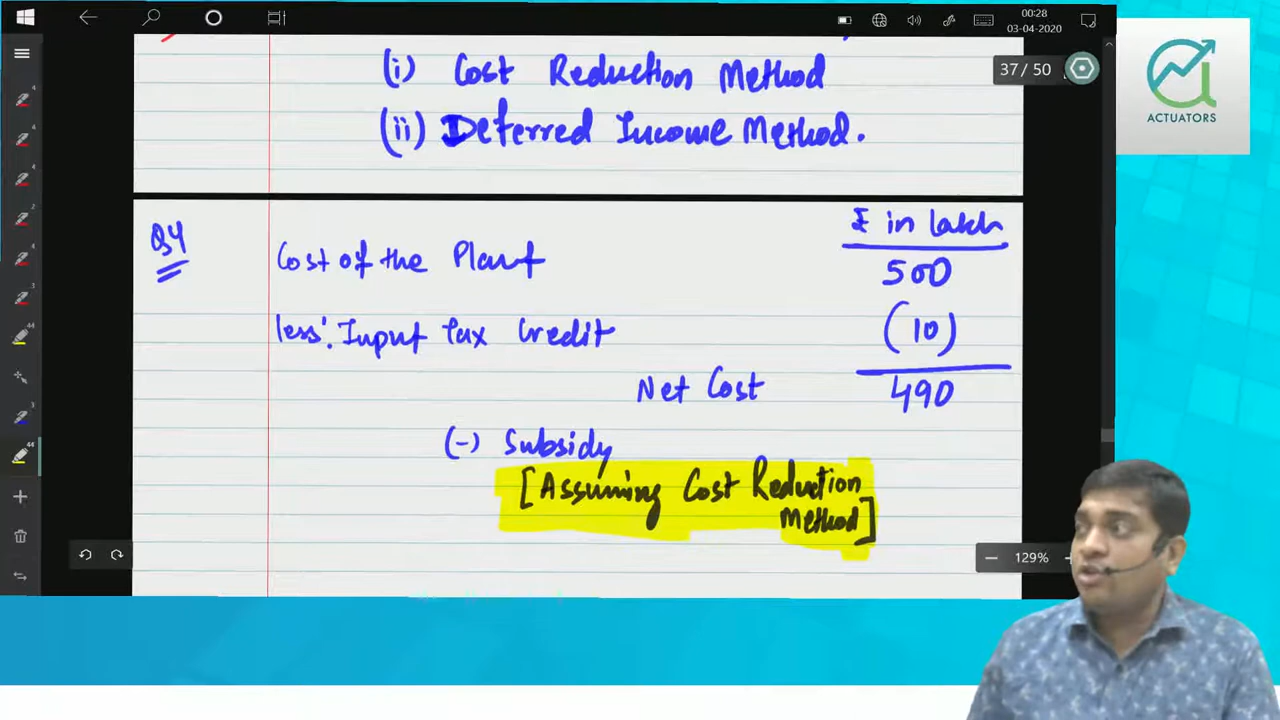 00:28
03-04-2020
37 / 50
(i) Cost Reduction Method
(ii) Deferred Income Method.
ACTUATORS
Q4
₹ in lakh
Cost of the Plant 500
less: Input Tax Credit (10)
Net Cost 490
(-) Subsidy
[Assuming Cost Reduction
Method]
129%